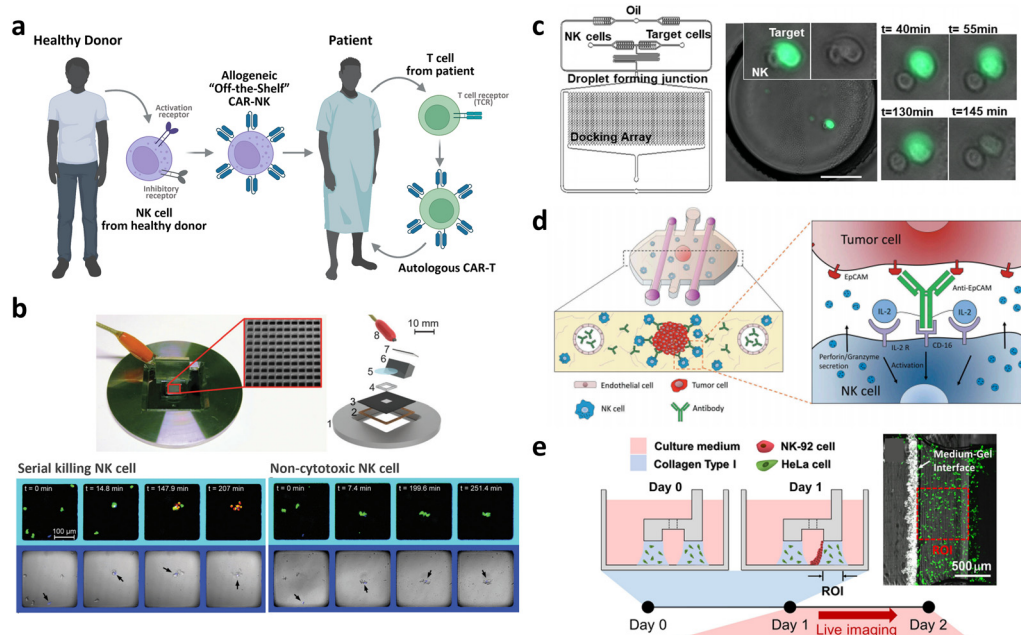 a
Healthy Donor
Patient
Allogeneic
"Off-the-Shelf"
CAR-NK
Activation
receptor
Inhibitory
receptor
NK cell
from healthy donor
T cell
from patient
T cell receptor
(TCR)
Autologous CAR-T
b
10 mm
8
7
6
5
4
3
2
1
Serial killing NK cell
t = 0 min
t = 14.8 min
t = 147.9 min
t = 207 min
100 µm
Non-cytotoxic NK cell
t = 0 min
t = 7.4 min
t = 199.6 min
t = 251.4 min
c
Oil
NK cells
Target cells
Droplet forming junction
Docking Array
Target
NK
t= 40min
t= 55min
t=130min
t=145 min
d
Endothelial cell
Tumor cell
NK cell
Antibody
Tumor cell
EpCAM
Anti-EpCAM
IL-2
IL-2
IL-2 R
CD-16
Perforin/Granzyme
secretion
Activation
NK cell
e
Culture medium
NK-92 cell
Collagen Type I
HeLa cell
Day 0
Day 1
ROI
Medium-Gel
Interface
ROI
500 µm
Day 0
Day 1
Live imaging
Day 2